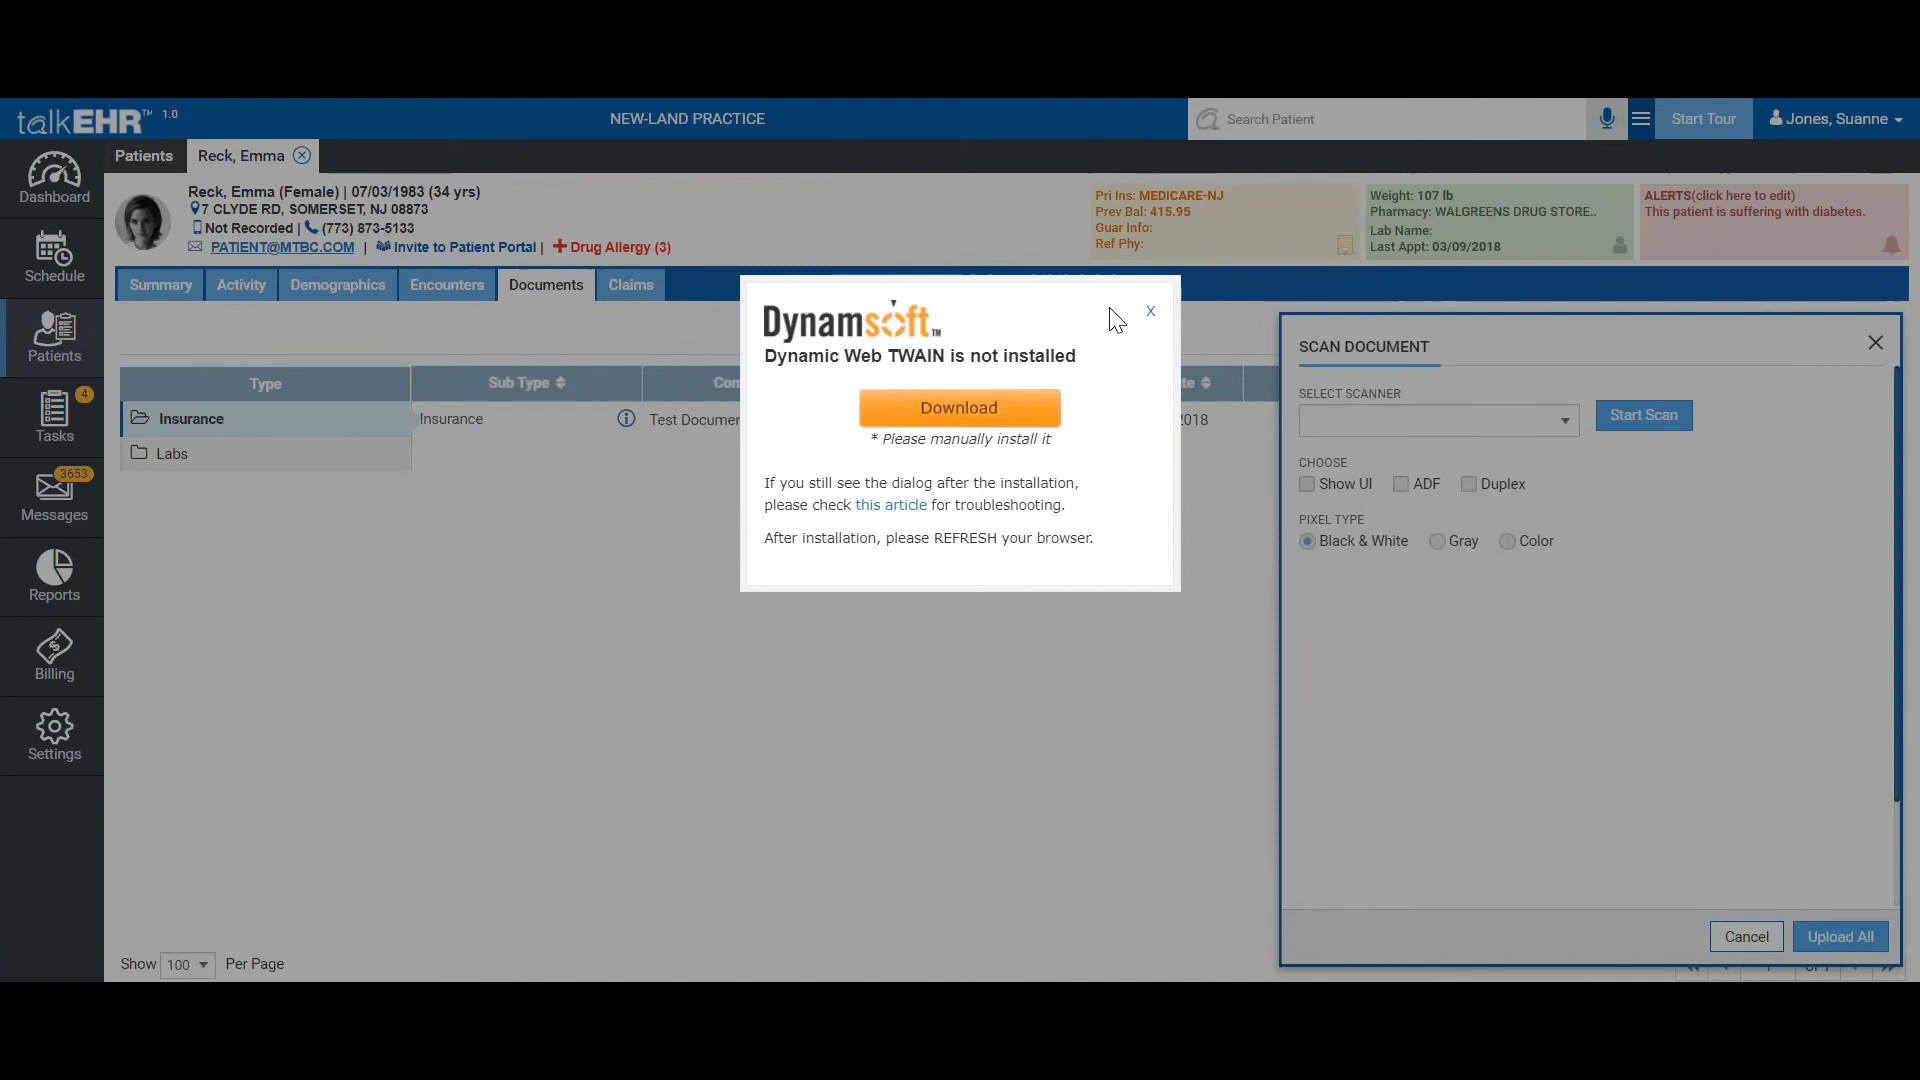 talkEHR™ 1.0
NEW-LAND PRACTICE
Search Patient
Start Tour
Jones, Suanne
Dashboard
Schedule
Patients
Tasks
4
Messages
3653
Reports
Billing
Settings
Patients
Reck, Emma
Reck, Emma (Female) | 07/03/1983 (34 yrs)
7 CLYDE RD, SOMERSET, NJ 08873
Not Recorded | (773) 873-5133
PATIENT@MTBC.COM | Invite to Patient Portal | Drug Allergy (3)
Pri Ins: MEDICARE-NJ
Prev Bal: 415.95
Guar Info:
Ref Phy:
Weight: 107 lb
Pharmacy: WALGREENS DRUG STORE..
Lab Name:
Last Appt: 03/09/2018
ALERTS(click here to edit)
This patient is suffering with diabetes.
Summary Activity Demographics Encounters Documents Claims
Type Sub Type Com te
Insurance Insurance Test Documen 2018
Labs
Dynamsoft™
X
Dynamic Web TWAIN is not installed
Download
* Please manually install it
If you still see the dialog after the installation,
please check this article for troubleshooting.
After installation, please REFRESH your browser.
SCAN DOCUMENT
SELECT SCANNER
Start Scan
CHOOSE
Show UI ADF Duplex
PIXEL TYPE
Black & White Gray Color
Cancel Upload All
Show 100 Per Page